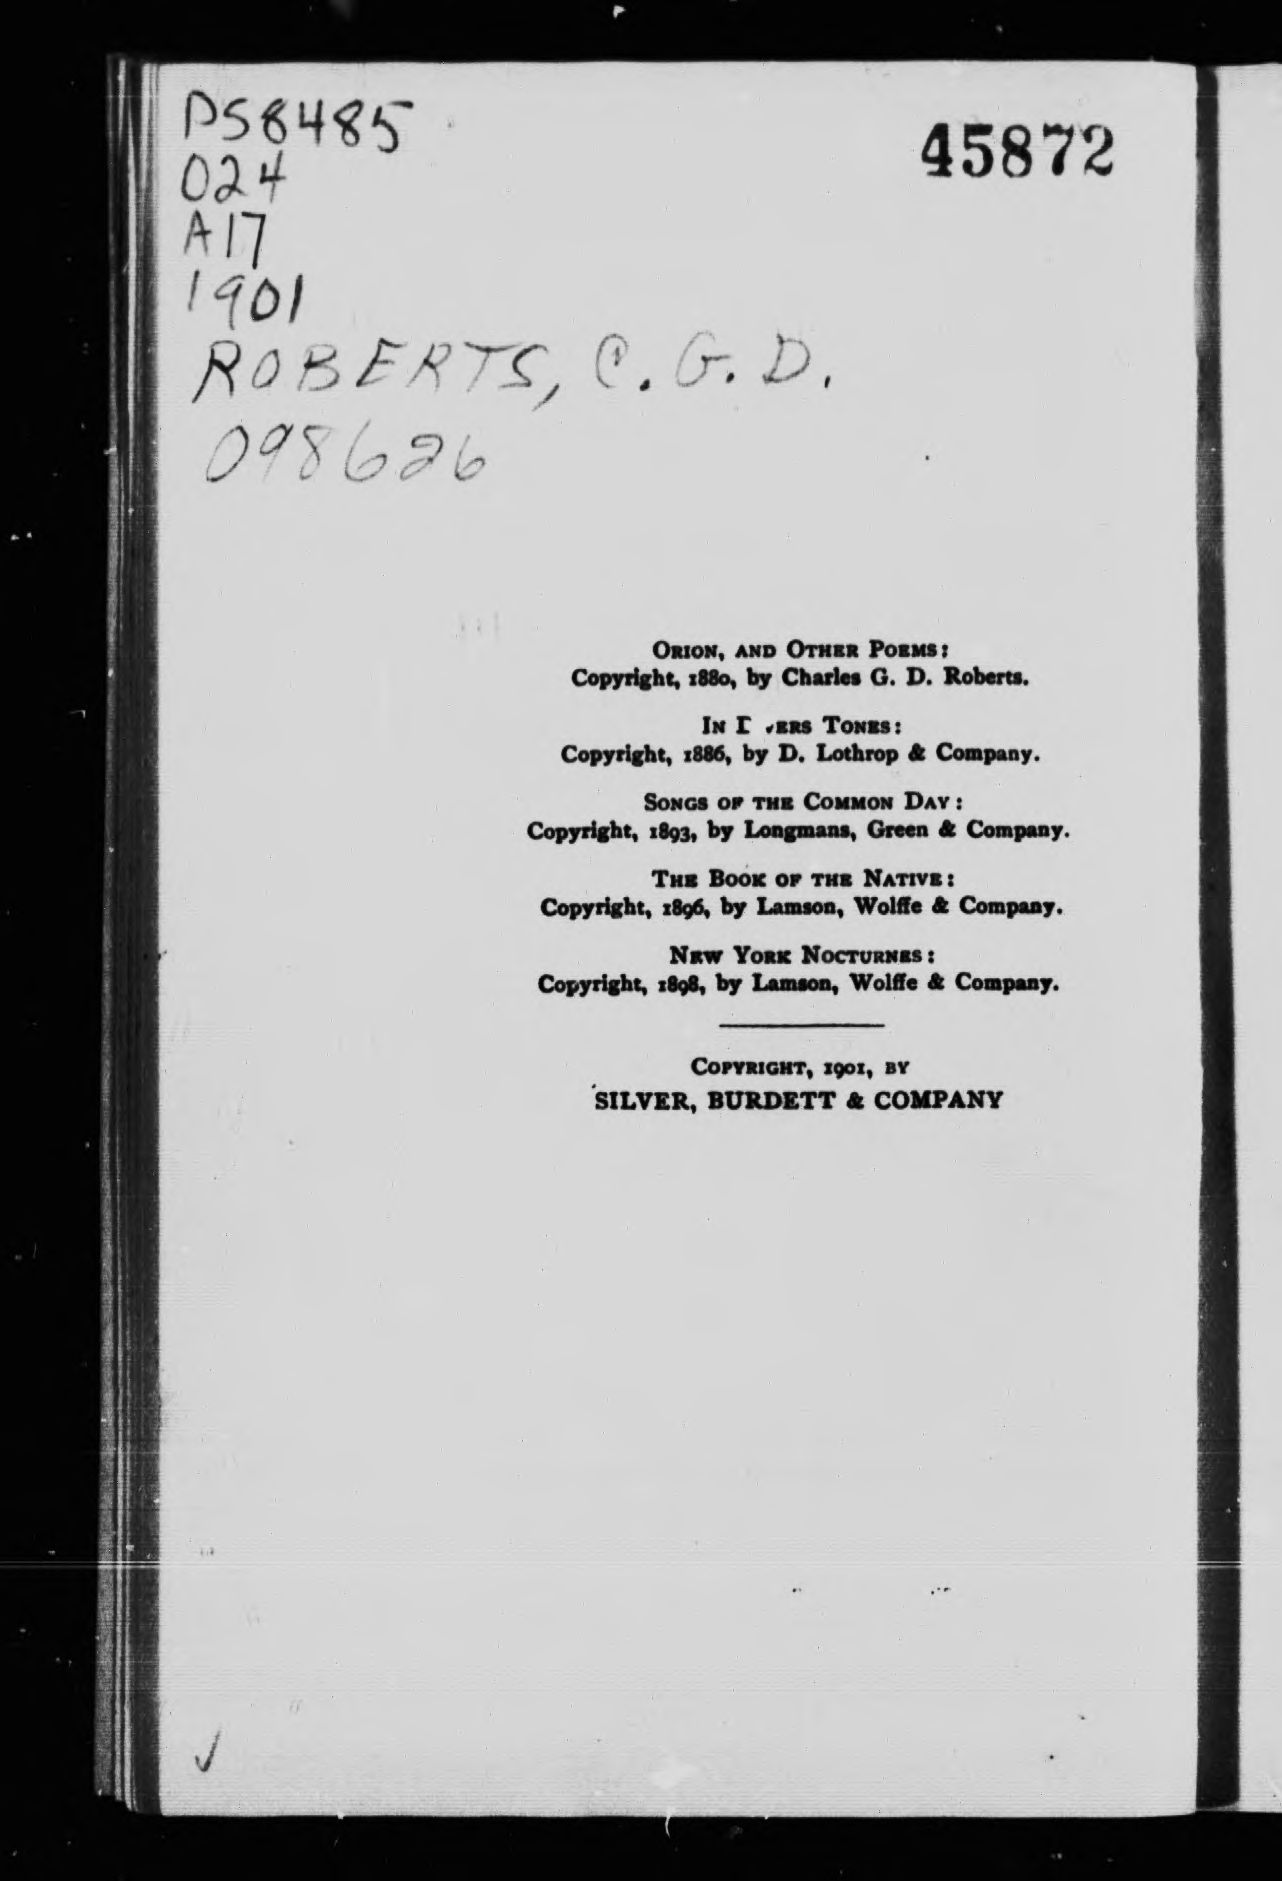 PS8485
45872
024
A17
1901
ROBERTS, C. G. D.
098626
ORION, AND OTHER POEMS:
Copyright, 1880, by Charles G. D. Roberts.
IN TONES:
Copyright, 1886, by D. Lothrop & Company.
SONGS OF THE COMMON DAY:
Copyright, 1893, by Longmans, Green & Company.
THE BOOK OF THE NATIVE:
Copyright, 1896, by Lamson, Wolffe & Company.
NEW YORK NOCTURNES:
Copyright, 1898, by Lamson, Wolffe & Company.
COPYRIGHT, 1901, BY
SILVER, BURDETT & COMPANY